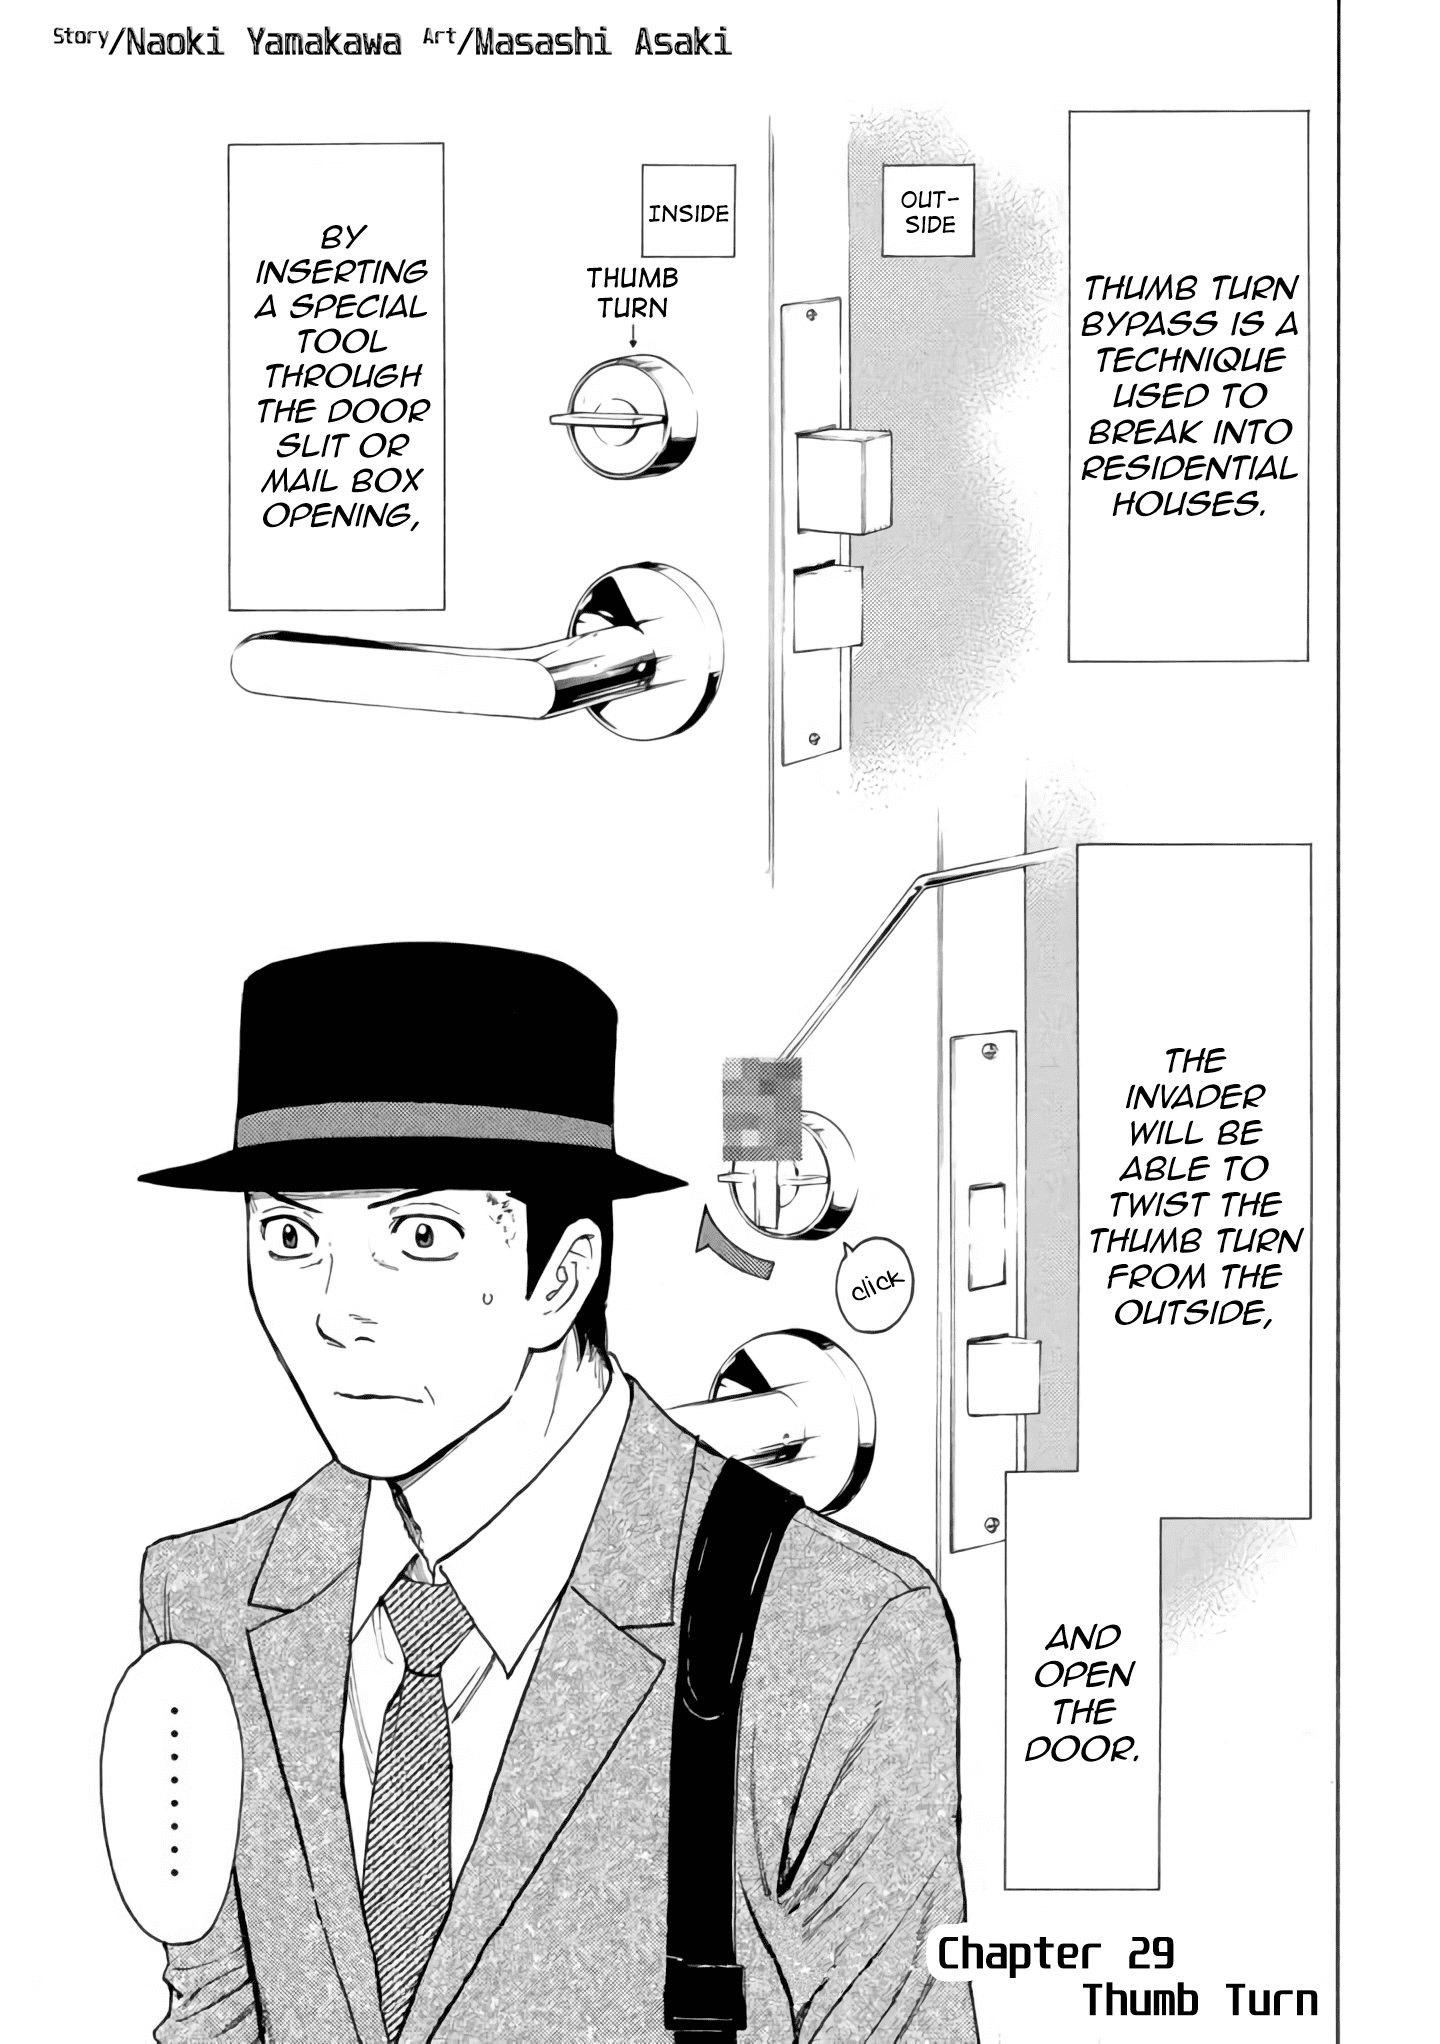 Story/Naoki Yamakawa Art/Masashi Asaki
THUMB TURN
BYPASS IS A
TECHNIQUE
USED TO
BREAK INTO
RESIDENTIAL
HOUSES.
OUT-
SIDE
INSIDE
THUMB
TURN
BY
INSERTING
A SPECIAL
TOOL
THROUGH
THE DOOR
SLIT OR
MAIL BOX
OPENING,
THE
INVADER
WILL BE
ABLE TO
TWIST THE
THUMB TURN
FROM THE
OUTSIDE,
click
AND
OPEN
THE
DOOR.
........
Chapter 29
Thumb Turn